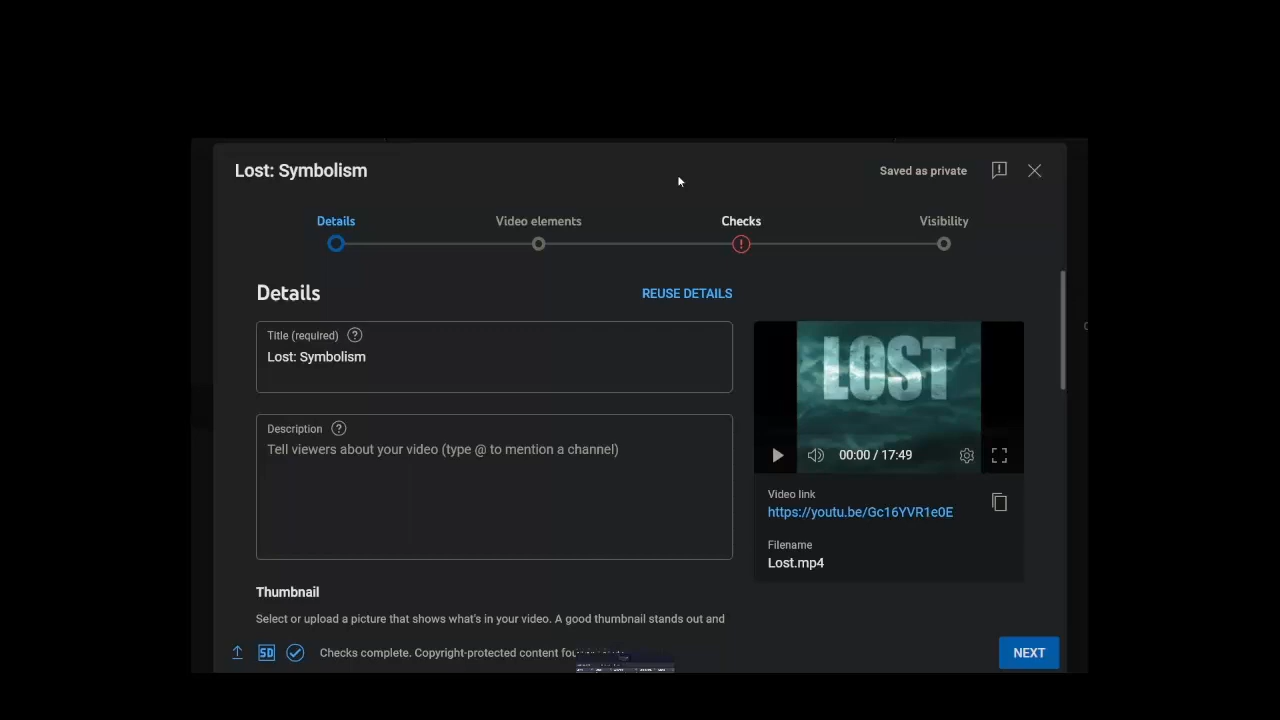 Lost: Symbolism
Saved as private
Details
Video elements
Checks
Visibility
Details
REUSE DETAILS
Title (required)
Lost: Symbolism
Description
Tell viewers about your video (type @ to mention a channel)
LOST
00:00 / 17:49
Video link
https://youtu.be/Gc16YVR1e0E
Filename
Lost.mp4
Thumbnail
Select or upload a picture that shows what's in your video. A good thumbnail stands out and
SD
Checks complete. Copyright-protected content
NEXT